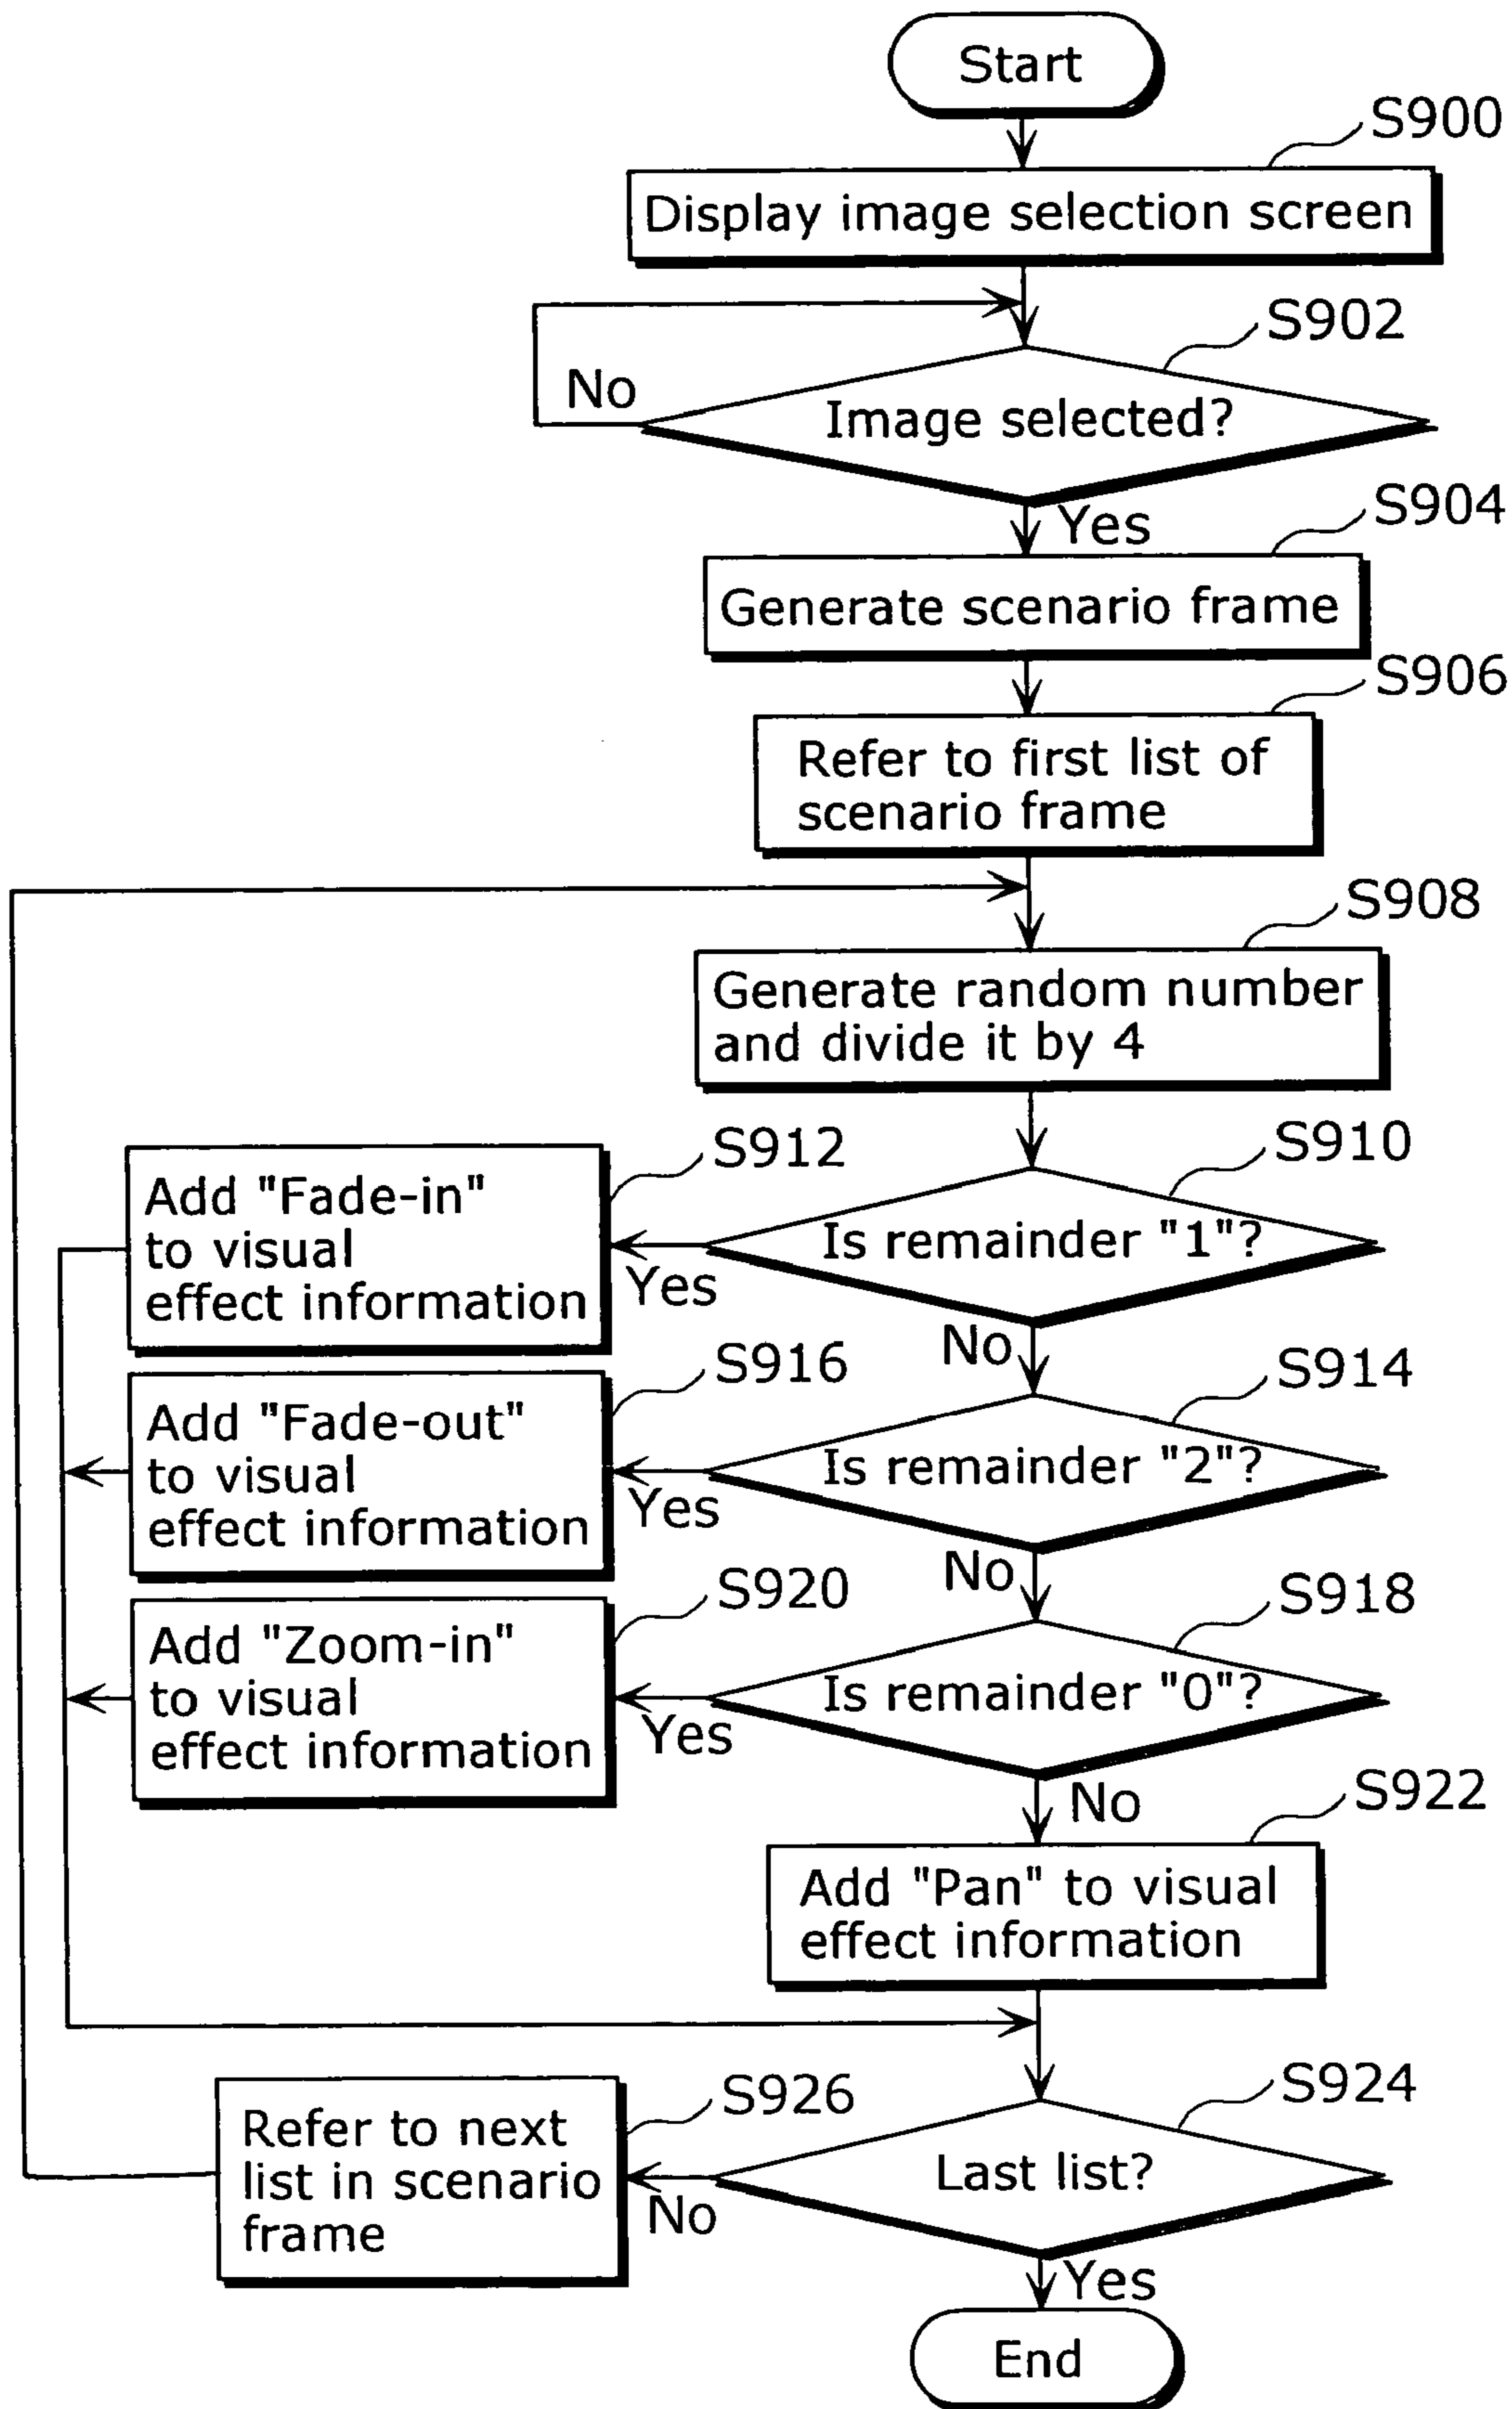 Start
S900
Display image selection screen
S902
No
Image selected?
Yes
S904
Generate scenario frame
S906
Refer to first list of
scenario frame
S908
Generate random number
and divide it by 4
S910
S912
Add "Fade-in"
to visual
effect information
Is remainder "1"?
Yes
No
S914
S916
Add "Fade-out"
to visual
effect information
Is remainder "2"?
Yes
No
S918
S920
Add "Zoom-in"
to visual
effect information
Is remainder "0"?
Yes
No
S922
Add "Pan" to visual
effect information
S924
S926
Refer to next
list in scenario
frame
Last list?
No
Yes
End